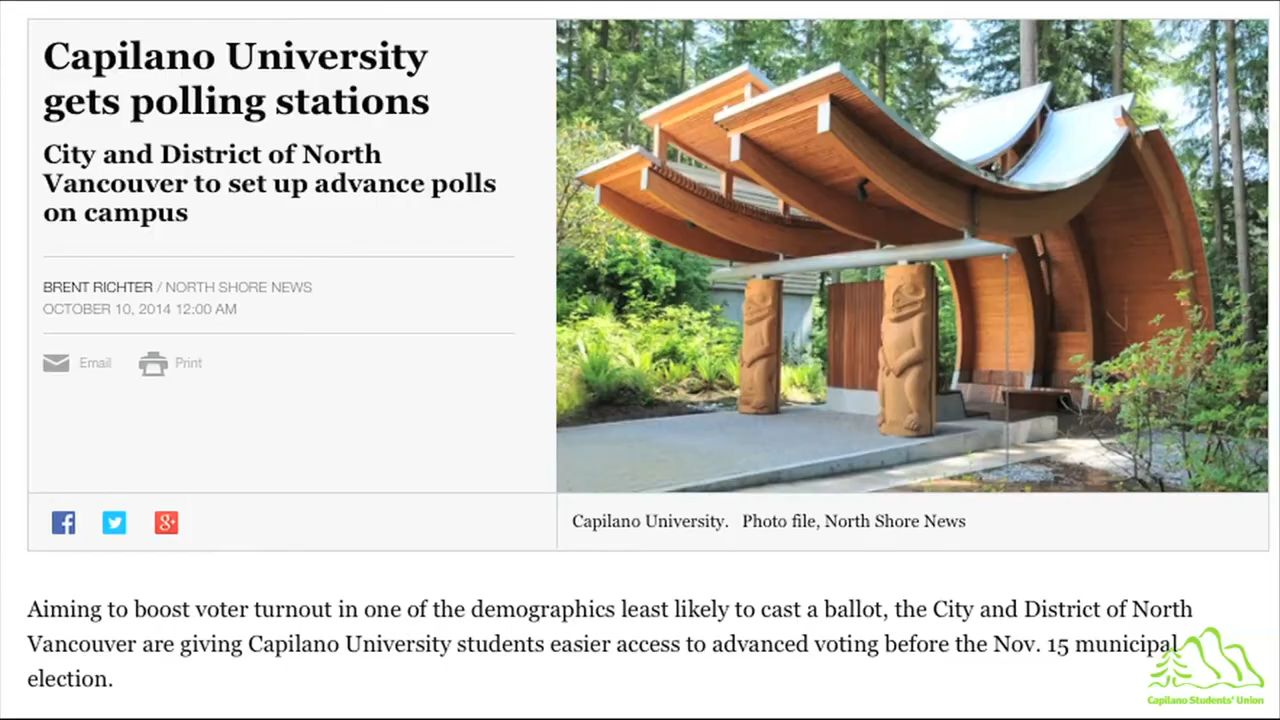 Capilano University
gets polling stations
City and District of North
Vancouver to set up advance polls
on campus
BRENT RICHTER / NORTH SHORE NEWS
OCTOBER 10, 2014 12:00 AM
Email Print
Capilano University. Photo file, North Shore News
Aiming to boost voter turnout in one of the demographics least likely to cast a ballot, the City and District of North
Vancouver are giving Capilano University students easier access to advanced voting before the Nov. 15 municipal
election.
Capilano Students' Union